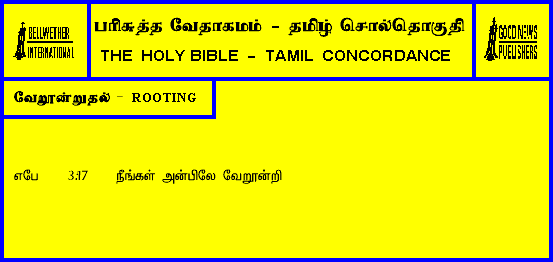 BELLWETHER
INTERNATIONAL
பரிசுத்த வேதாகமம் - தமிழ் சொல்தொகுதி
THE HOLY BIBLE - TAMIL CONCORDANCE
GOOD NEWS
PUBLISHERS
வேறூன்றுதல் - ROOTING
எபே 3:17 நீங்கள் அன்பிலே வேறூன்றி